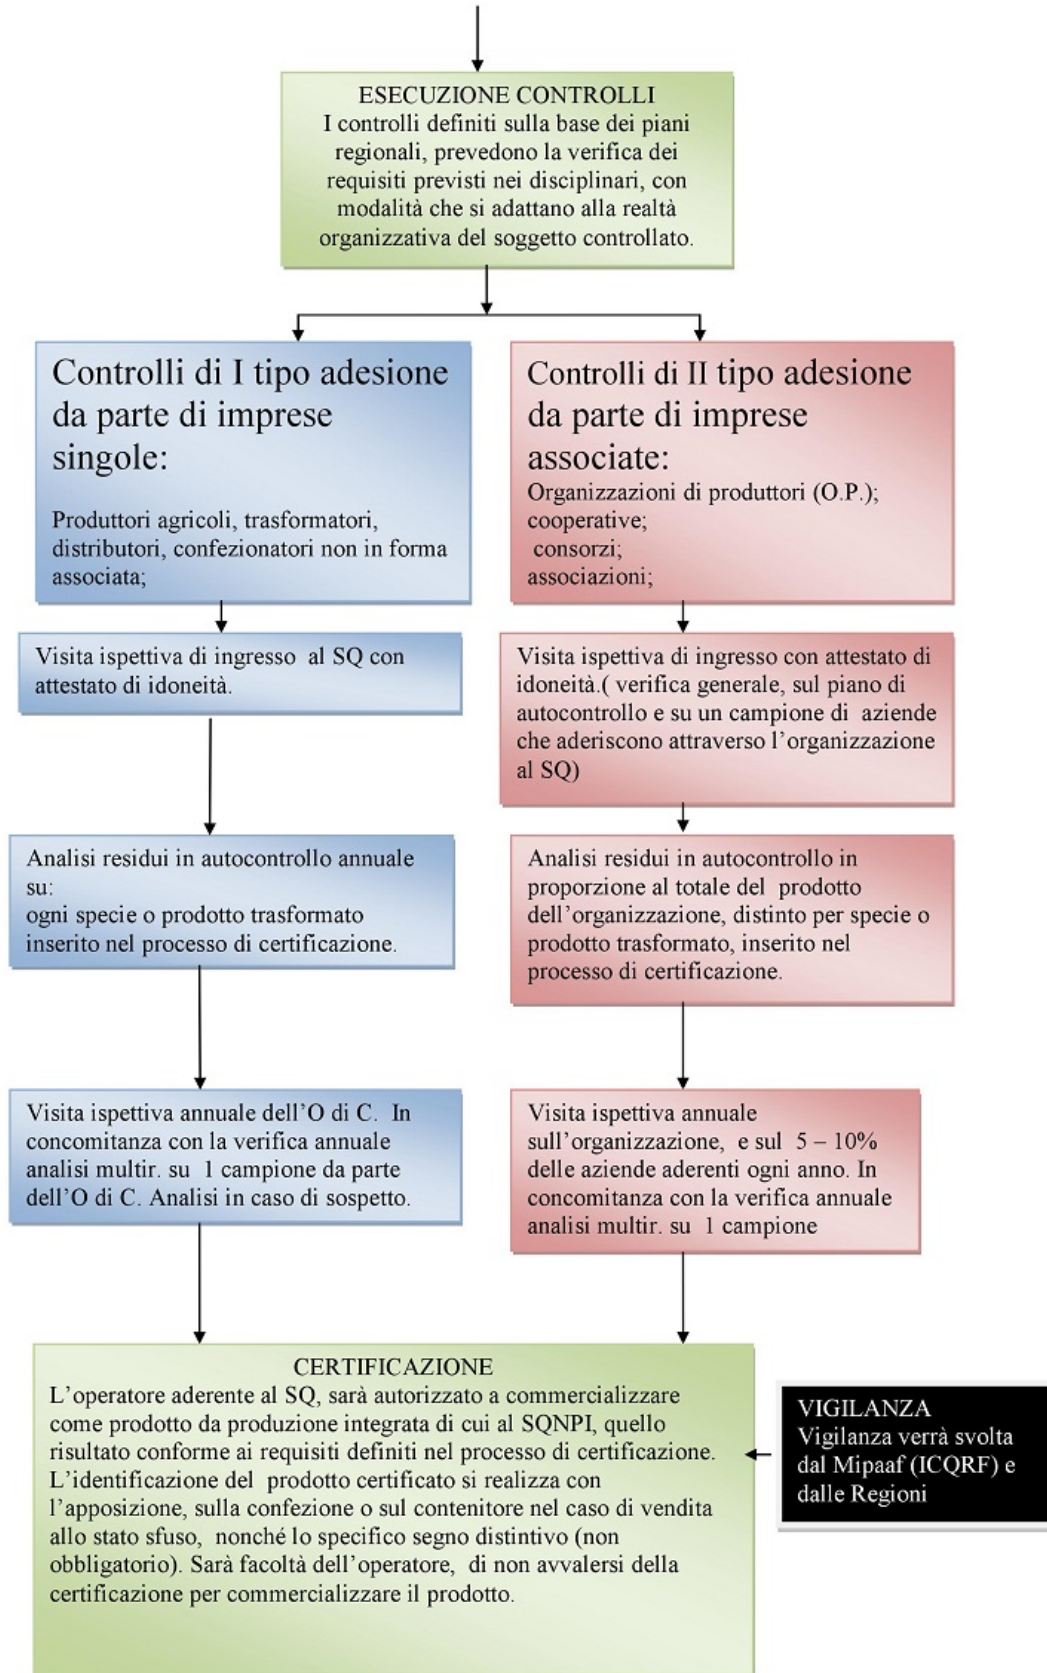 ESECUZIONE CONTROLLI
I controlli definiti sulla base dei piani
regionali, prevedono la verifica dei
requisiti previsti nei disciplinari, con
modalità che si adattano alla realtà
organizzativa del soggetto controllato.
Controlli di I tipo adesione
da parte di imprese
singole:
Produttori agricoli, trasformatori,
distributori, confezionatori non in forma
associata;
Visita ispettiva di ingresso al SQ con
attestato di idoneità.
Analisi residui in autocontrollo annuale
su:
ogni specie o prodotto trasformato
inserito nel processo di certificazione.
Visita ispettiva annuale dell’O di C. In
concomitanza con la verifica annuale
analisi multir. su 1 campione da parte
dell’O di C. Analisi in caso di sospetto.
Controlli di II tipo adesione
da parte di imprese
associate:
Organizzazioni di produttori (O.P.);
cooperative;
consorzi;
associazioni;
Visita ispettiva di ingresso con attestato di
idoneità.( verifica generale, sul piano di
autocontrollo e su un campione di aziende
che aderiscono attraverso l’organizzazione
al SQ)
Analisi residui in autocontrollo in
proporzione al totale del prodotto
dell’organizzazione, distinto per specie o
prodotto trasformato, inserito nel
processo di certificazione.
Visita ispettiva annuale
sull’organizzazione, e sul 5 – 10%
delle aziende aderenti ogni anno. In
concomitanza con la verifica annuale
analisi multir. su 1 campione
CERTIFICAZIONE
L’operatore aderente al SQ, sarà autorizzato a commercializzare
come prodotto da produzione integrata di cui al SQNPI, quello
risultato conforme ai requisiti definiti nel processo di certificazione.
L’identificazione del prodotto certificato si realizza con
l’apposizione, sulla confezione o sul contenitore nel caso di vendita
allo stato sfuso, nonché lo specifico segno distintivo (non
obbligatorio). Sarà facoltà dell’operatore, di non avvalersi della
certificazione per commercializzare il prodotto.
VIGILANZA
Vigilanza verrà svolta
dal Mipaaf (ICQRF) e
dalle Regioni